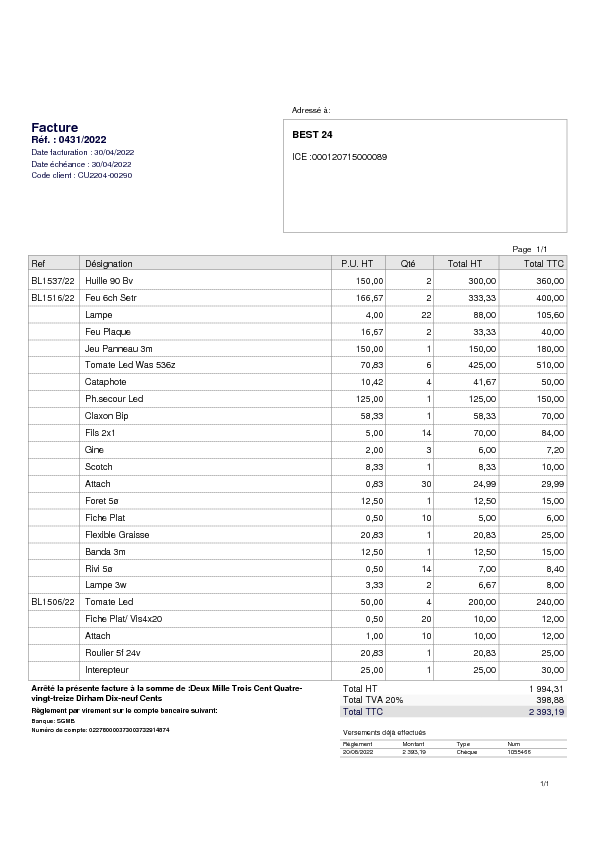 Adressé à:
Facture
Réf. : 0431/2022
Date facturation : 30/04/2022
Date échéance : 30/04/2022
Code client : CU2204-00290
BEST 24
ICE :000120715000089
Page 1/1
Ref Désignation P.U. HT Qté Total HT Total TTC
BL1537/22 Huille 90 Bv 150,00 2 300,00 360,00
BL1516/22 Feu 6ch Setr 166,67 2 333,33 400,00
Lampe 4,00 22 88,00 105,60
Feu Plaque 16,67 2 33,33 40,00
Jeu Panneau 3m 150,00 1 150,00 180,00
Tomate Led Was 536z 70,83 6 425,00 510,00
Cataphote 10,42 4 41,67 50,00
Ph.secour Led 125,00 1 125,00 150,00
Claxon Bip 58,33 1 58,33 70,00
Fils 2x1 5,00 14 70,00 84,00
Gine 2,00 3 6,00 7,20
Scotch 8,33 1 8,33 10,00
Attach 0,83 30 24,99 29,99
Foret 5ø 12,50 1 12,50 15,00
Fiche Plat 0,50 10 5,00 6,00
Flexible Graisse 20,83 1 20,83 25,00
Banda 3m 12,50 1 12,50 15,00
Rivi 5ø 0,50 14 7,00 8,40
Lampe 3w 3,33 2 6,67 8,00
BL1506/22 Tomate Led 50,00 4 200,00 240,00
Fiche Plat/ Vis4x20 0,50 20 10,00 12,00
Attach 1,00 10 10,00 12,00
Roulier 5f 24v 20,83 1 20,83 25,00
Interepteur 25,00 1 25,00 30,00
Arrêté la présente facture à la somme de :Deux Mille Trois Cent Quatre-
vingt-treize Dirham Dix-neuf Cents
Règlement par virement sur le compte bancaire suivant:
Banque: SGMB
Numéro de compte:
Total HT 1 994,31
Total TVA 20% 398,88
Total TTC 2 393,19
Versements déjà effectués
Règlement Montant Type Num
20/08/2022 2 393,19 Chèque
1/1